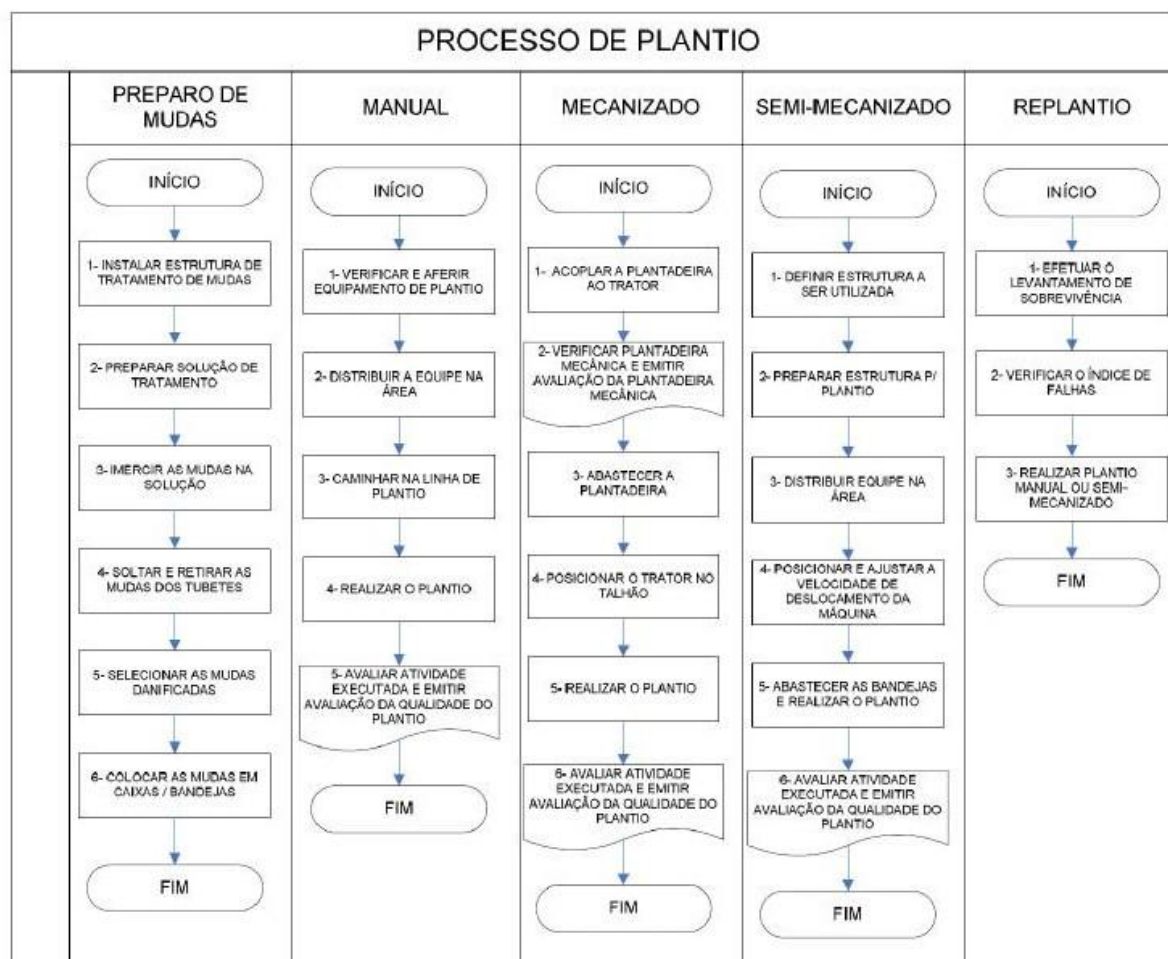 PROCESSO DE PLANTIO
PREPARO DE
MUDAS
INÍCIO
1- INSTALAR ESTRUTURA DE
TRATAMENTO DE MUDAS
2- PREPARAR SOLUÇÃO DE
TRATAMENTO
3- IMERCIR AS MUDAS NA
SOLUÇÃO
4- SOLTAR E RETIRAR AS
MUDAS DOS TUBETES
5- SELECIONAR AS MUDAS
DANIFICADAS
6- COLOCAR AS MUDAS EM
CAIXAS / BANDEJAS
FIM
MANUAL
INÍCIO
1- VERIFICAR E AFERIR
EQUIPAMENTO DE PLANTIO
2- DISTRIBUIR A EQUIPE NA
ÁREA
3- CAMINHAR NA LINHA DE
PLANTIO
4- REALIZAR O PLANTIO
5- AVALIAR ATIVIDADE
EXECUTADA E EMITIR
AVALIAÇÃO DA QUALIDADE DO
PLANTIO
FIM
MECANIZADO
INÍCIO
1- ACOPLAR A PLANTADEIRA
AO TRATOR
2- VERIFICAR PLANTADEIRA
MECÂNICA E EMITIR
AVALIAÇÃO DA PLANTADEIRA
MECÂNICA
3- ABASTECER A
PLANTADEIRA
4- POSICIONAR O TRATOR NO
TALHÃO
5- REALIZAR O PLANTIO
6- AVALIAR ATIVIDADE
EXECUTADA E EMITIR
AVALIAÇÃO DA QUALIDADE DO
PLANTIO
FIM
SEMI-MECANIZADO
INÍCIO
1- DEFINIR ESTRUTURA A
SER UTILIZADA
2- PREPARAR ESTRUTURA P/
PLANTIO
3- DISTRIBUIR EQUIPE NA
ÁREA
4- POSICIONAR E AJUSTAR A
VELOCIDADE DE
DESLOCAMENTO DA
MÁQUINA
5- ABASTECER AS BANDEJAS
E REALIZAR O PLANTIO
6- AVALIAR ATIVIDADE
EXECUTADA E EMITIR
AVALIAÇÃO DA QUALIDADE DO
PLANTIO
FIM
REPLANTIO
INÍCIO
1- EFETUAR O
LEVANTAMENTO DE
SOBREVIVÊNCIA
2- VERIFICAR O ÍNDICE DE
FALHAS
3- REALIZAR PLANTIO
MANUAL OU SEMI-
MECANIZADO
FIM